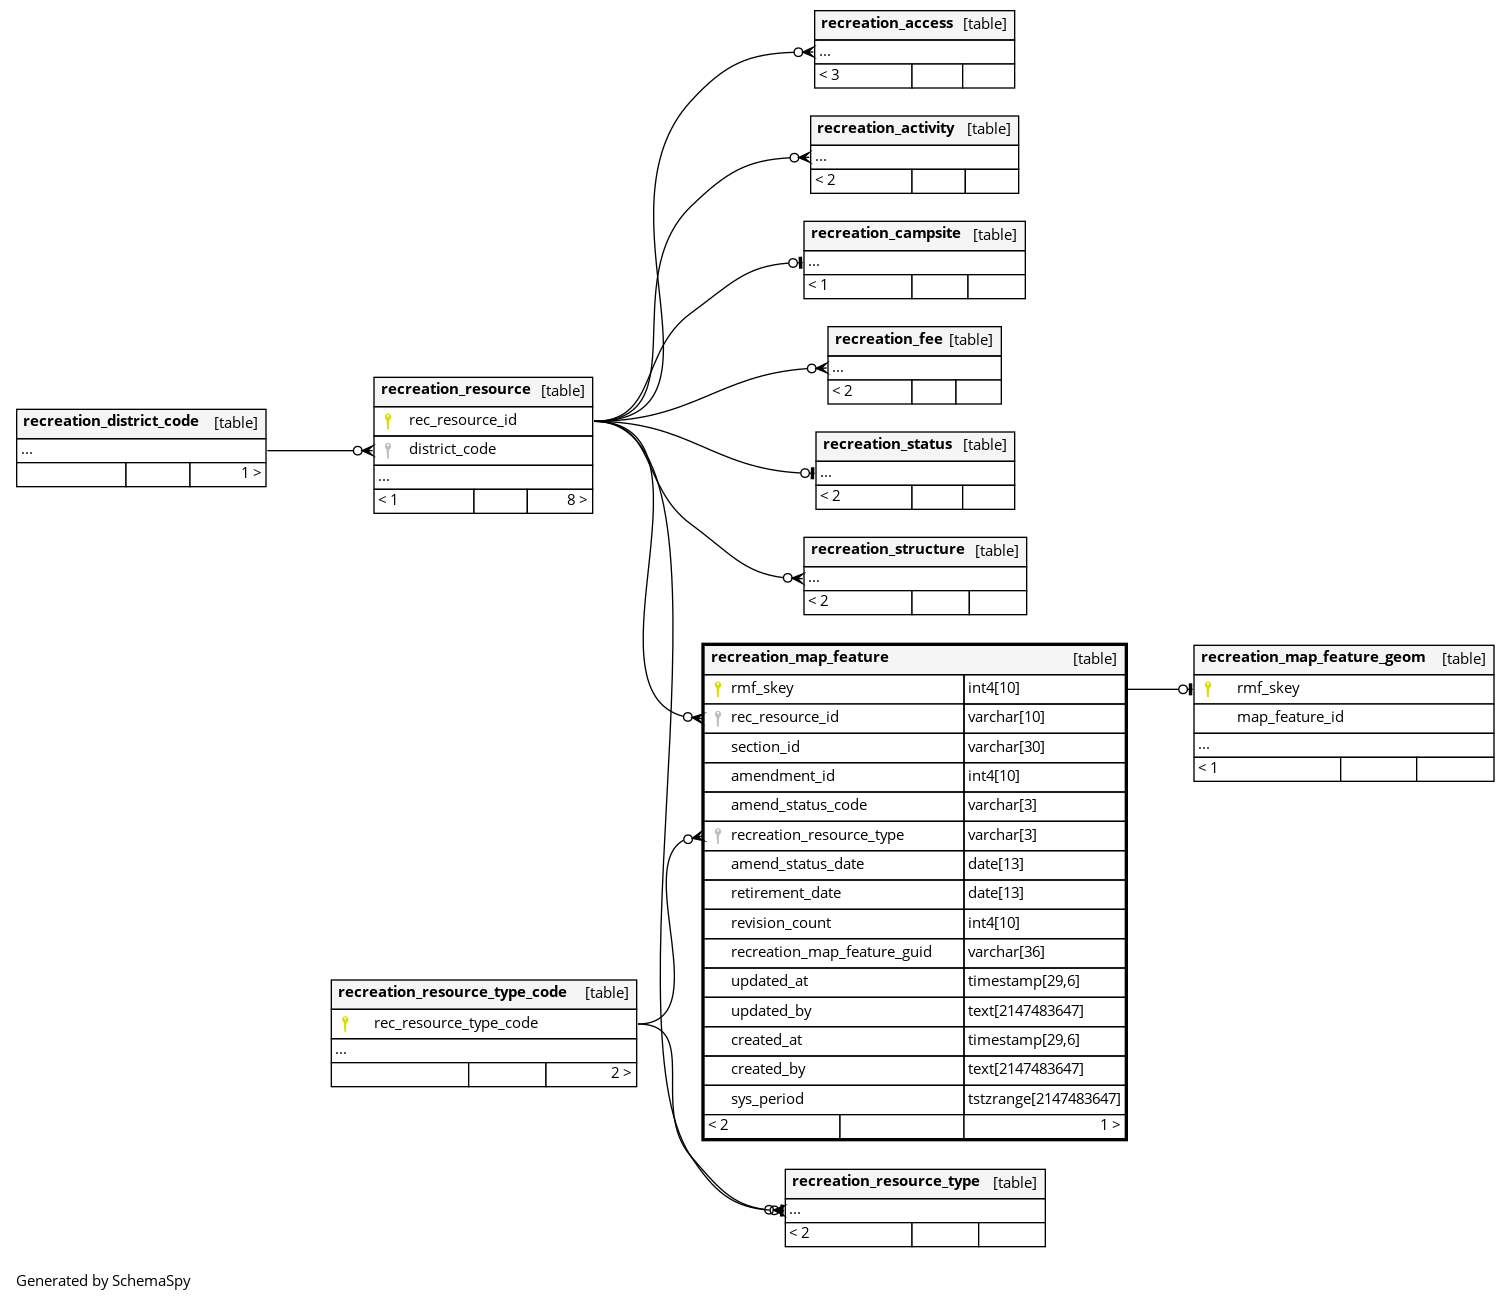 recreation_access [table]
...
< 3
recreation_activity [table]
...
< 2
recreation_campsite [table]
...
< 1
recreation_fee [table]
...
< 2
recreation_district_code [table]
...
1 >
recreation_resource [table]
rec_resource_id
district_code
...
< 1 8 >
recreation_status [table]
...
< 2
recreation_structure [table]
...
< 2
recreation_map_feature [table]
rmf_skey int4[10]
rec_resource_id varchar[10]
section_id varchar[30]
amendment_id int4[10]
amend_status_code varchar[3]
recreation_resource_type varchar[3]
amend_status_date date[13]
retirement_date date[13]
revision_count int4[10]
recreation_map_feature_guid varchar[36]
updated_at timestamp[29,6]
updated_by text[2147483647]
created_at timestamp[29,6]
created_by text[2147483647]
sys_period tstzrange[2147483647]
< 2 1 >
recreation_map_feature_geom [table]
rmf_skey
map_feature_id
...
< 1
recreation_resource_type_code [table]
rec_resource_type_code
...
2 >
recreation_resource_type [table]
...
< 2
Generated by SchemaSpy